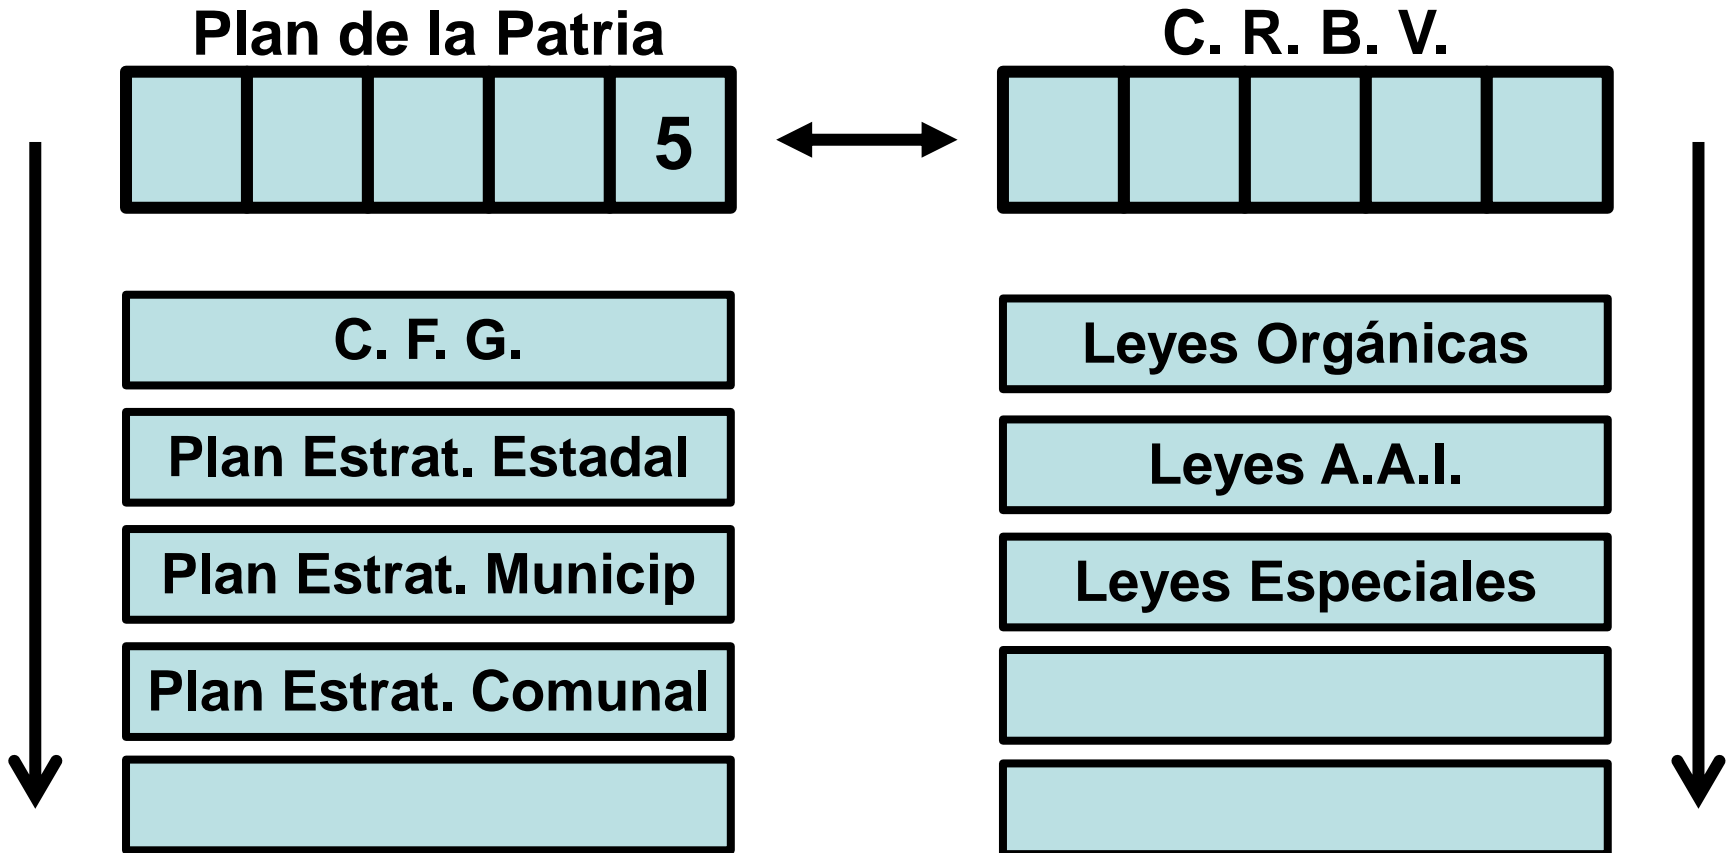 Plan de la Patria
5
C. F. G.
Plan Estrat. Estadal
Plan Estrat. Municip
Plan Estrat. Comunal
C. R. B. V.
Leyes Orgánicas
Leyes A.A.I.
Leyes Especiales